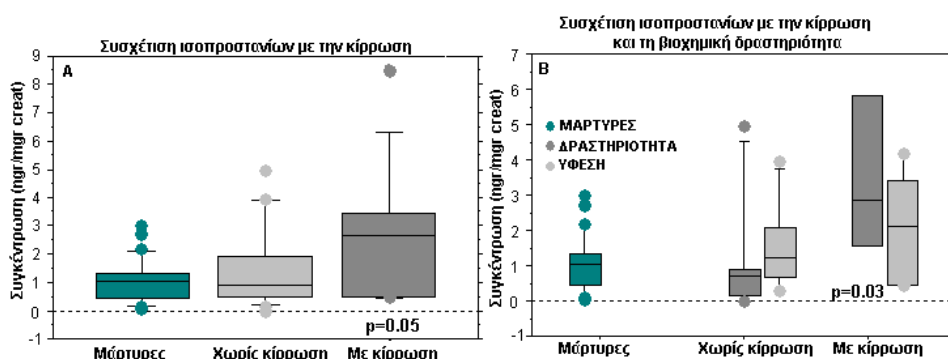 Συσχέτιση ισοπροστανίων με την κίρρωση
A
Συγκέντρωση (ngr/mgr creat)
9
8
7
6
5
4
3
2
1
0
-1
p=0.05
Μάρτυρες
Χωρίς κίρρωση
Με κίρρωση
Συσχέτιση ισοπροστανίων με την κίρρωση
και τη βιοχημική δραστηριότητα
B
Συγκέντρωση (ngr/mgr creat)
7
6
5
4
3
2
1
0
-1
ΜΑΡΤΥΡΕΣ
ΔΡΑΣΤΗΡΙΟΤΗΤΑ
ΥΦΕΣΗ
p=0.03
Μάρτυρες
Χωρίς κίρρωση
Με κίρρωση